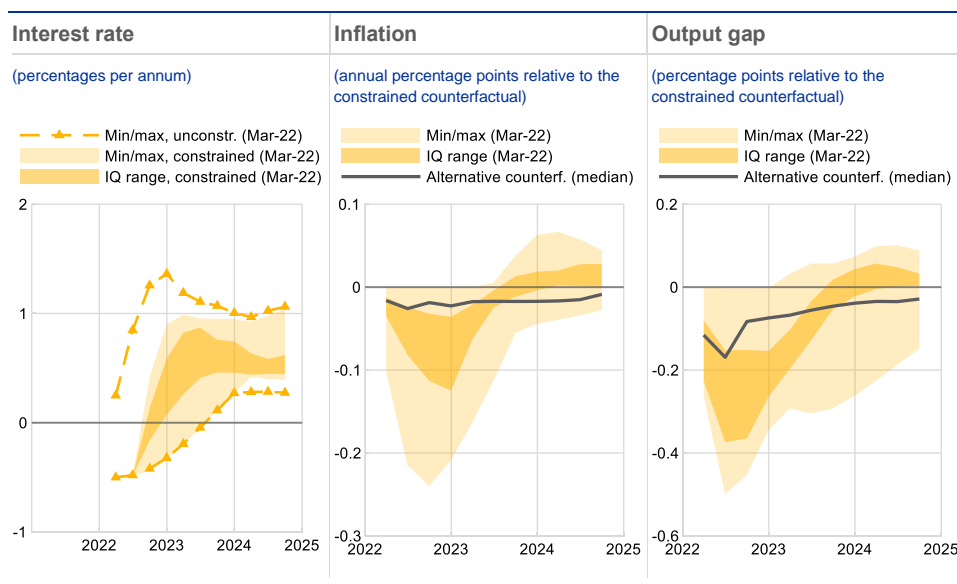 Interest rate
(percentages per annum)
Min/max, unconstr. (Mar-22)
Min/max, constrained (Mar-22)
IQ range, constrained (Mar-22)
2
1
0
-1
2022 2023 2024 2025
Inflation
(annual percentage points relative to the
constrained counterfactual)
Min/max (Mar-22)
IQ range (Mar-22)
Alternative counterf. (median)
0.1
0
-0.1
-0.2
-0.3
2022 2023 2024 2025
Output gap
(percentage points relative to the
constrained counterfactual)
Min/max (Mar-22)
IQ range (Mar-22)
Alternative counterf. (median)
0.2
0
-0.2
-0.4
-0.6
2022 2023 2024 2025